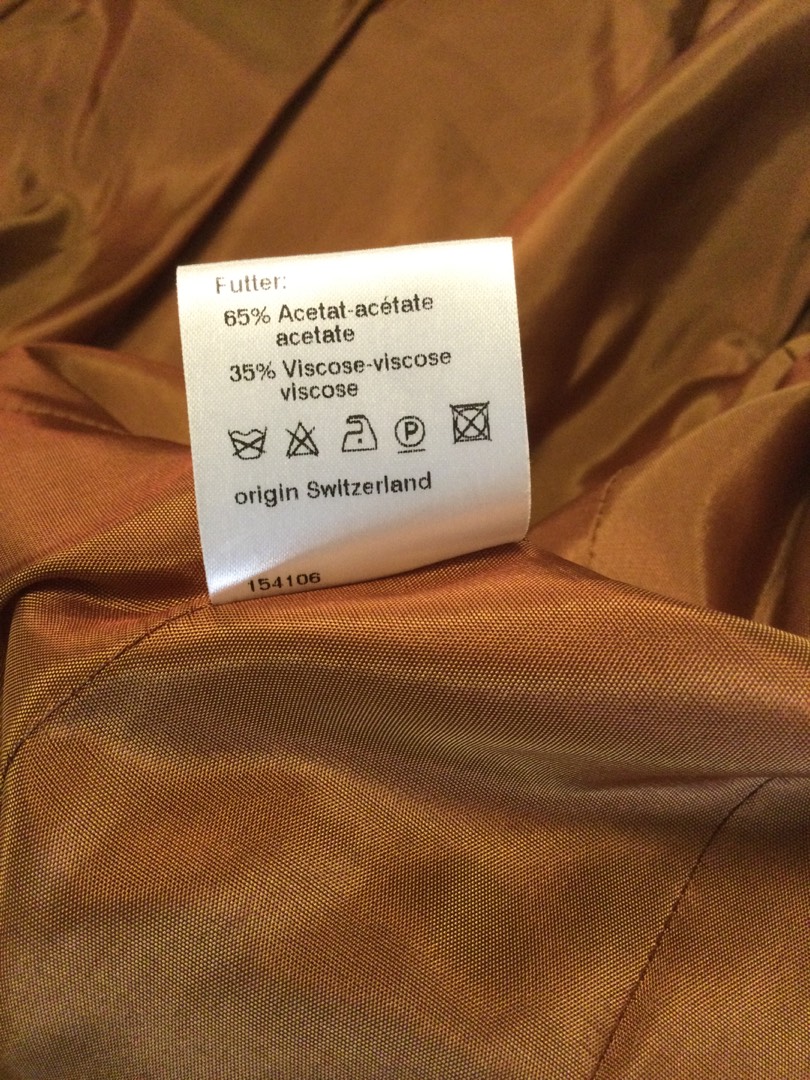 Futter:
65% Acetat-acétate
acetate
35% Viscose-viscose
viscose
P
origin Switzerland
154106